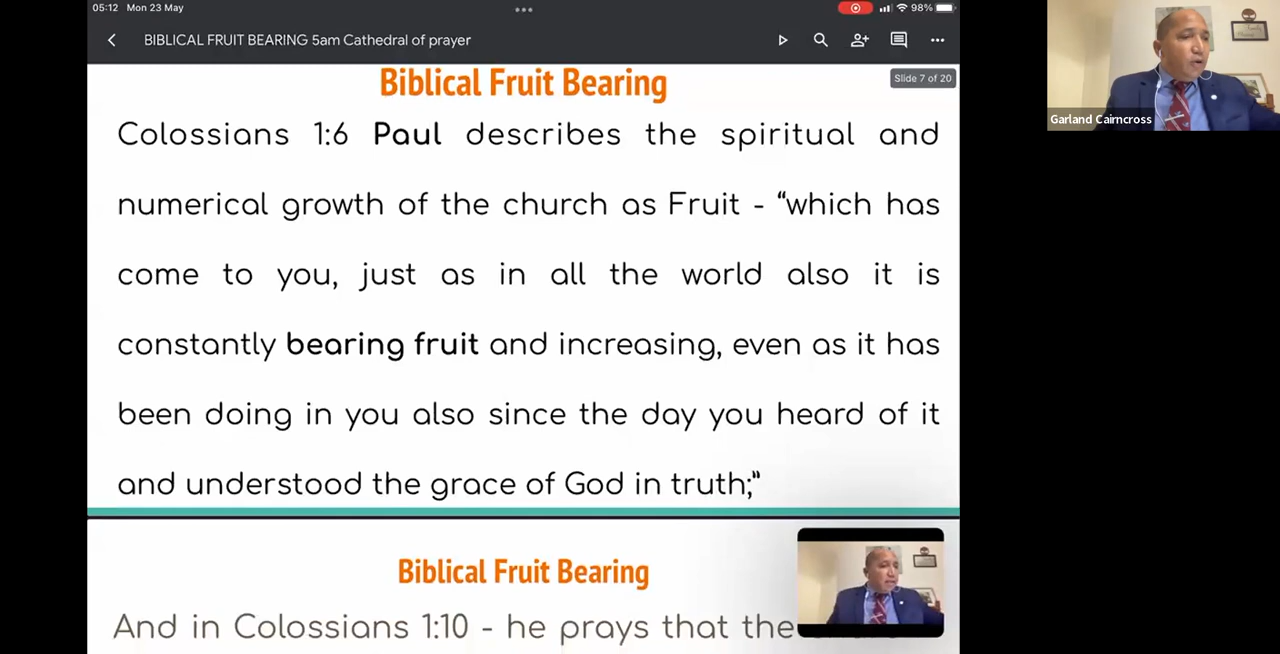 05:12 Mon 23 May
98%
BIBLICAL FRUIT BEARING 5am Cathedral of prayer
Biblical Fruit Bearing
Slide 7 of 20
Colossians 1:6 Paul describes the spiritual and
numerical growth of the church as Fruit - “which has
come to you, just as in all the world also it is
constantly bearing fruit and increasing, even as it has
been doing in you also since the day you heard of it
and understood the grace of God in truth;”
Biblical Fruit Bearing
And in Colossians 1:10 - he prays that the
Garland Cairncross